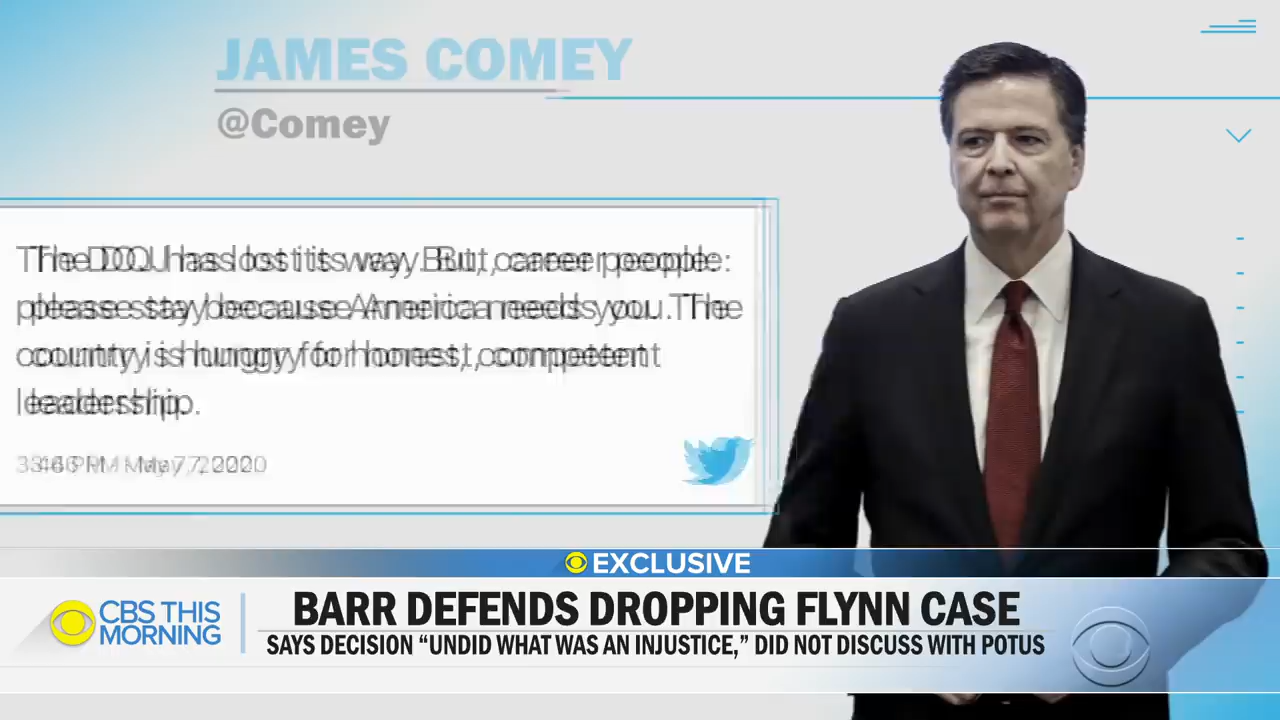 JAMES COMEY
@Comey
The DOJ has lost its way. But, career people:
please stay because America needs you. The
country is hungry for honest, competent
leadership.
PM May 7, 2020
EXCLUSIVE
CBS THIS
MORNING
BARR DEFENDS DROPPING FLYNN CASE
SAYS DECISION “UNDID WHAT WAS AN INJUSTICE,” DID NOT DISCUSS WITH POTUS